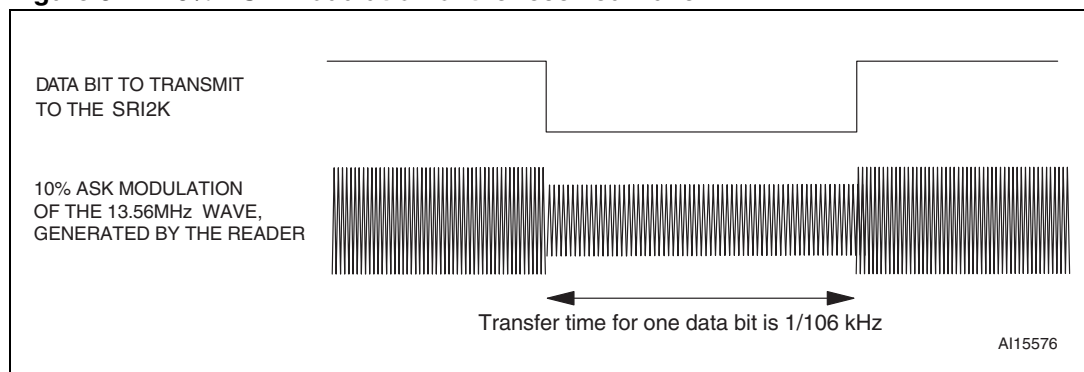 DATA BIT TO TRANSMIT
TO THE SRI2K
10% ASK MODULATION
OF THE 13.56MHz WAVE,
GENERATED BY THE READER
Transfer time for one data bit is 1/106 kHz
AI15576